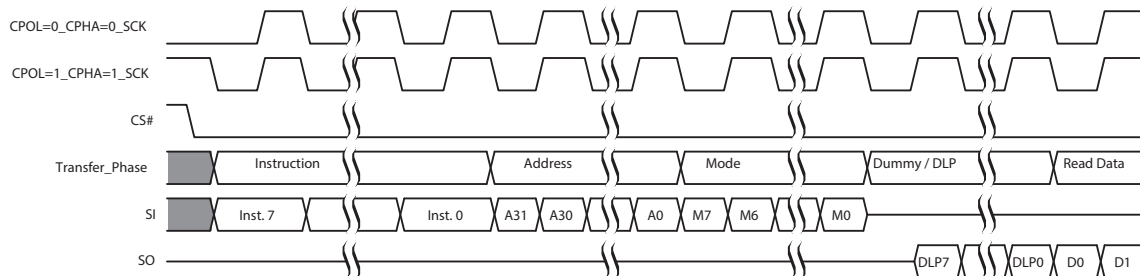 CPOL=0_CPHA=0_SCK
CPOL=1_CPHA=1_SCK
CS#
Transfer_Phase Instruction Address Mode Dummy / DLP Read Data
SI Inst. 7 Inst. 0 A31 A30 A0 M7 M6 M0
SO DLP7 DLP0 D0 D1